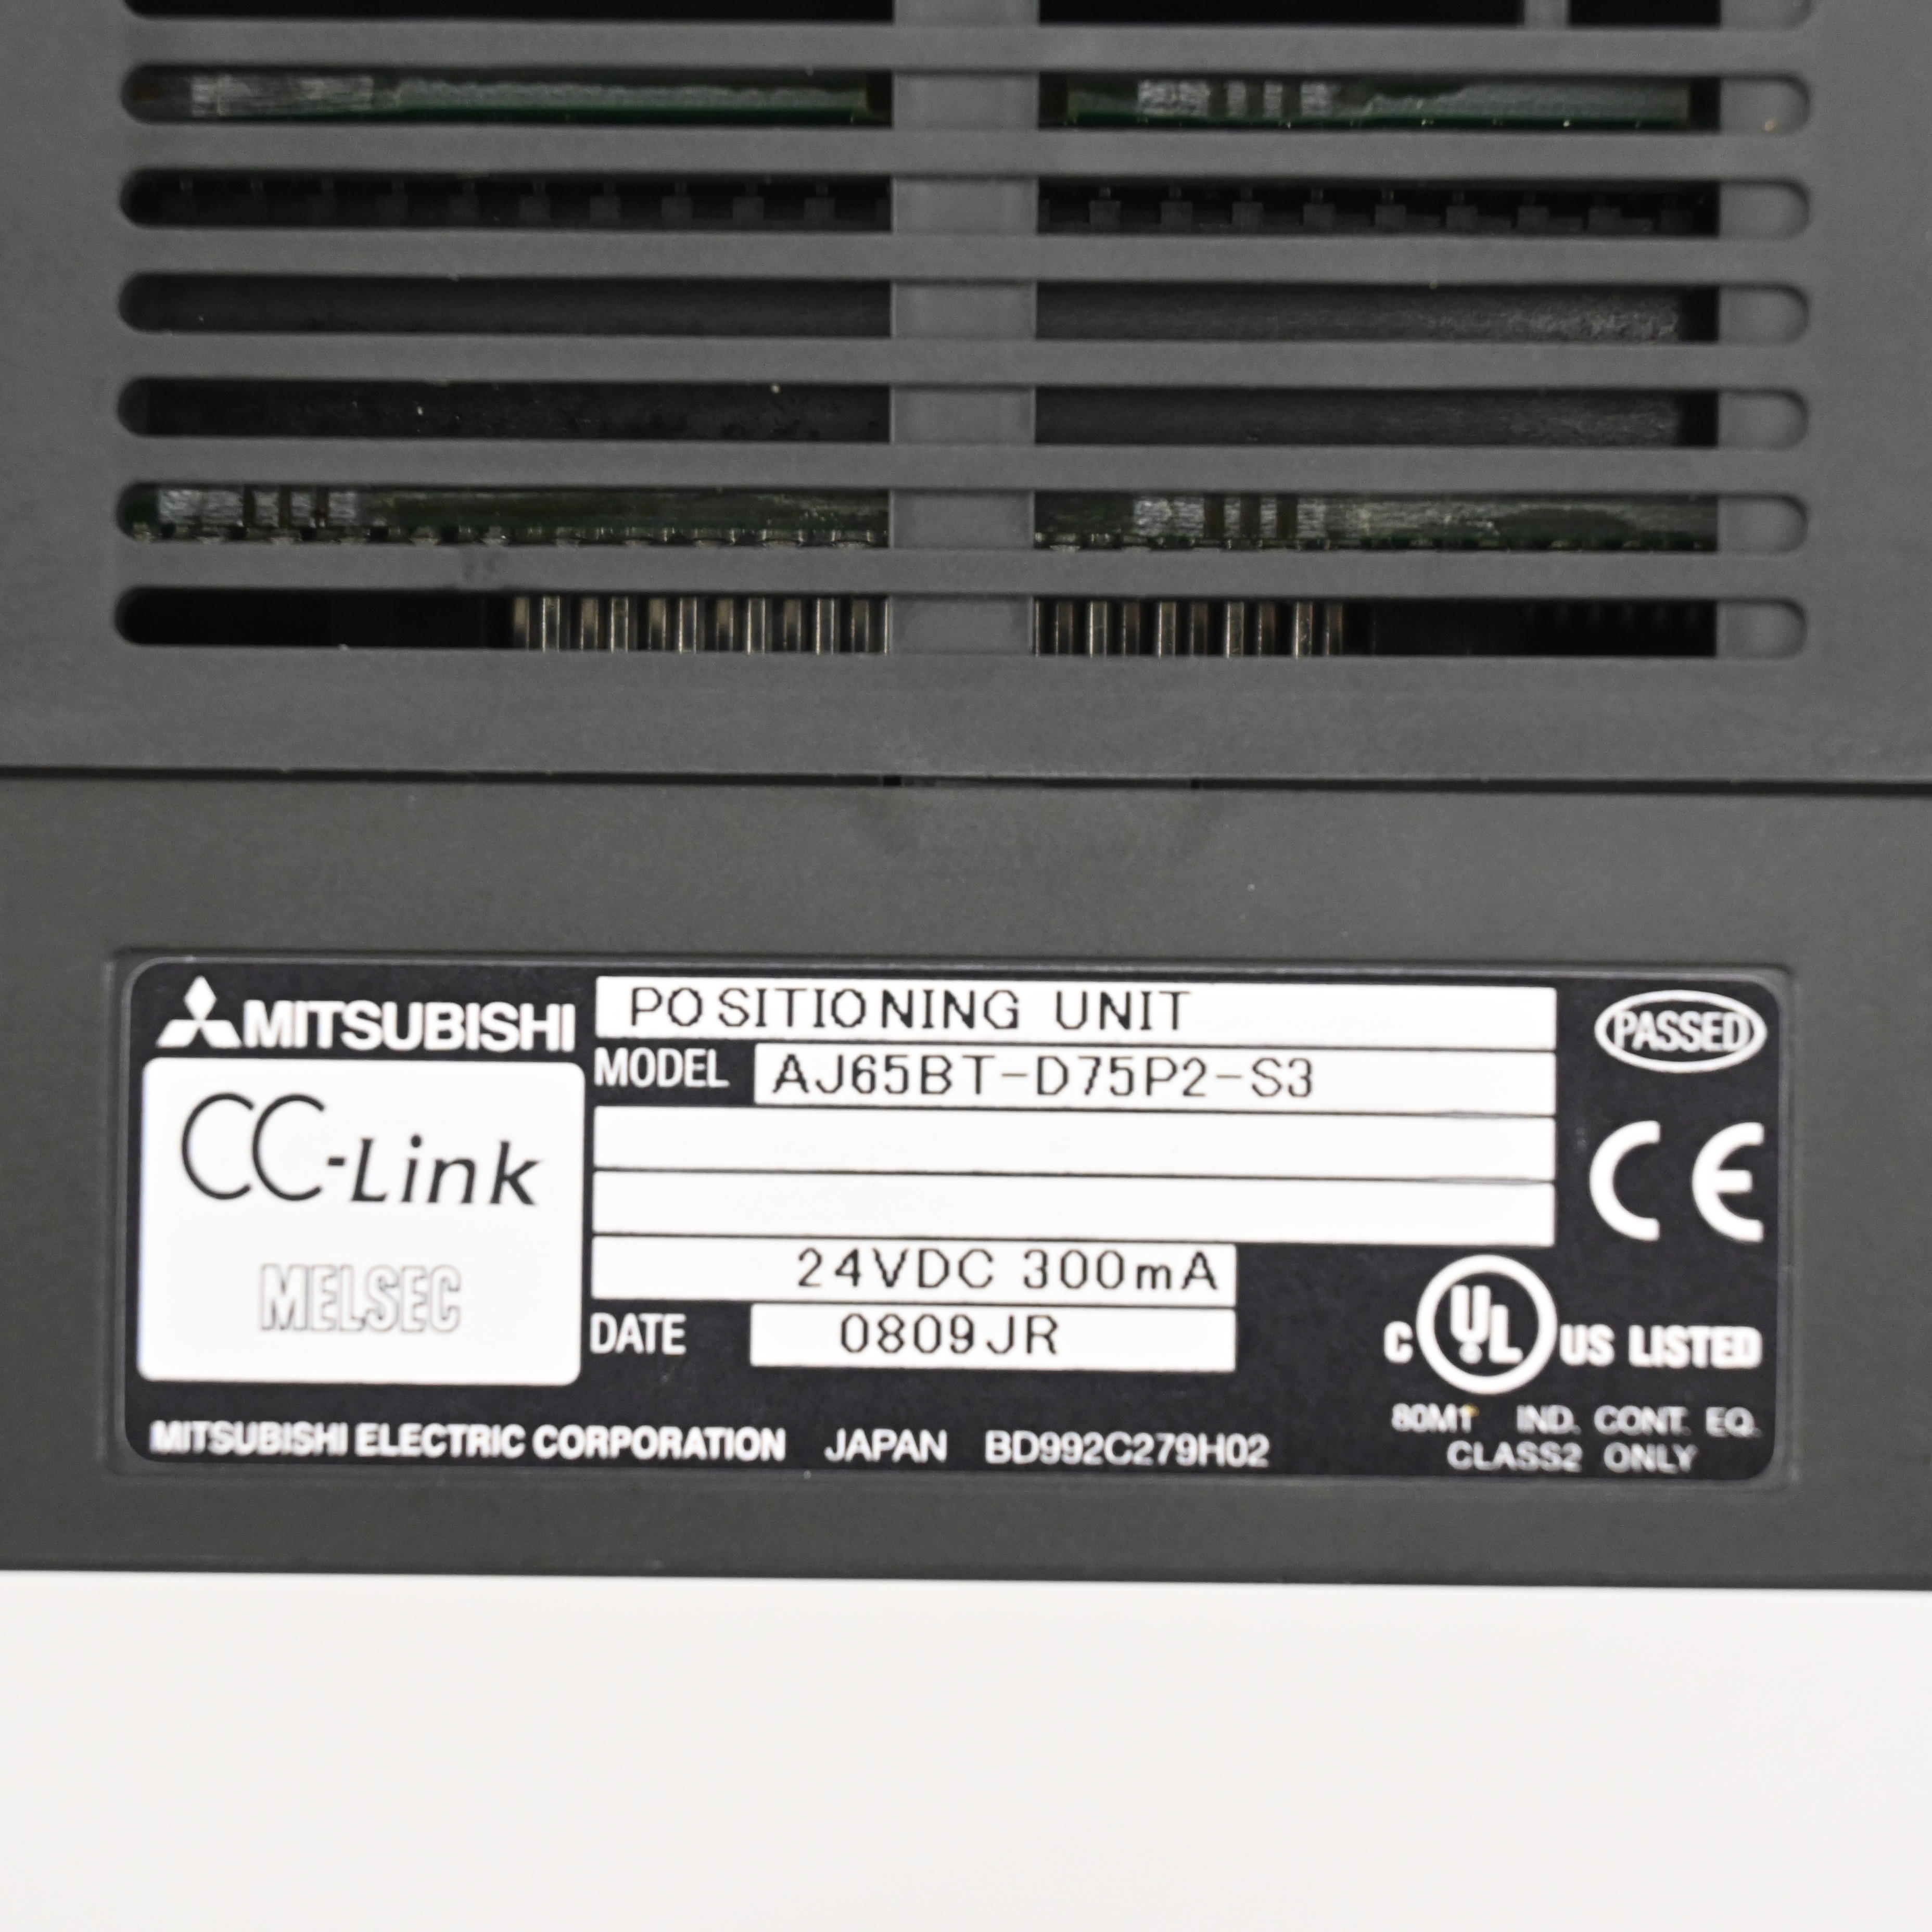 MITSUBISHI
POSITIONING UNIT
PASSED
MODEL AJ65BT-D75P2-S3
CC-Link
CE
MELSEC
24VDC 300mA
DATE 0809JR
C UL US LISTED
80M1 IND. CONT. EQ.
CLASS2 ONLY
MITSUBISHI ELECTRIC CORPORATION JAPAN BD992C279H02